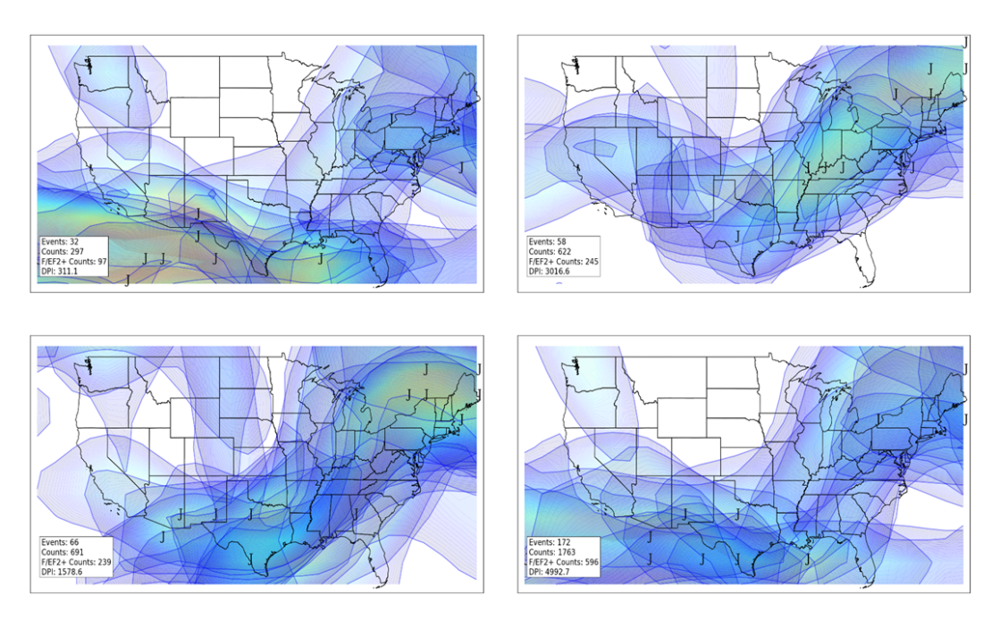 J
J
J
J
Events: 32
Counts: 297
F/EF2+ Counts: 97
DPI: 311.1
J J J J
J
J
J J
J J
J J J J
J
Events: 58
Counts: 622
F/EF2+ Counts: 245
DPI: 3016.6
J J
J J J
J
J J J J
J
Events: 66
Counts: 691
F/EF2+ Counts: 239
DPI: 1578.6
J
J
J J
J J
J
Events: 172
Counts: 1763
F/EF2+ Counts: 596
DPI: 4992.7
J J J J